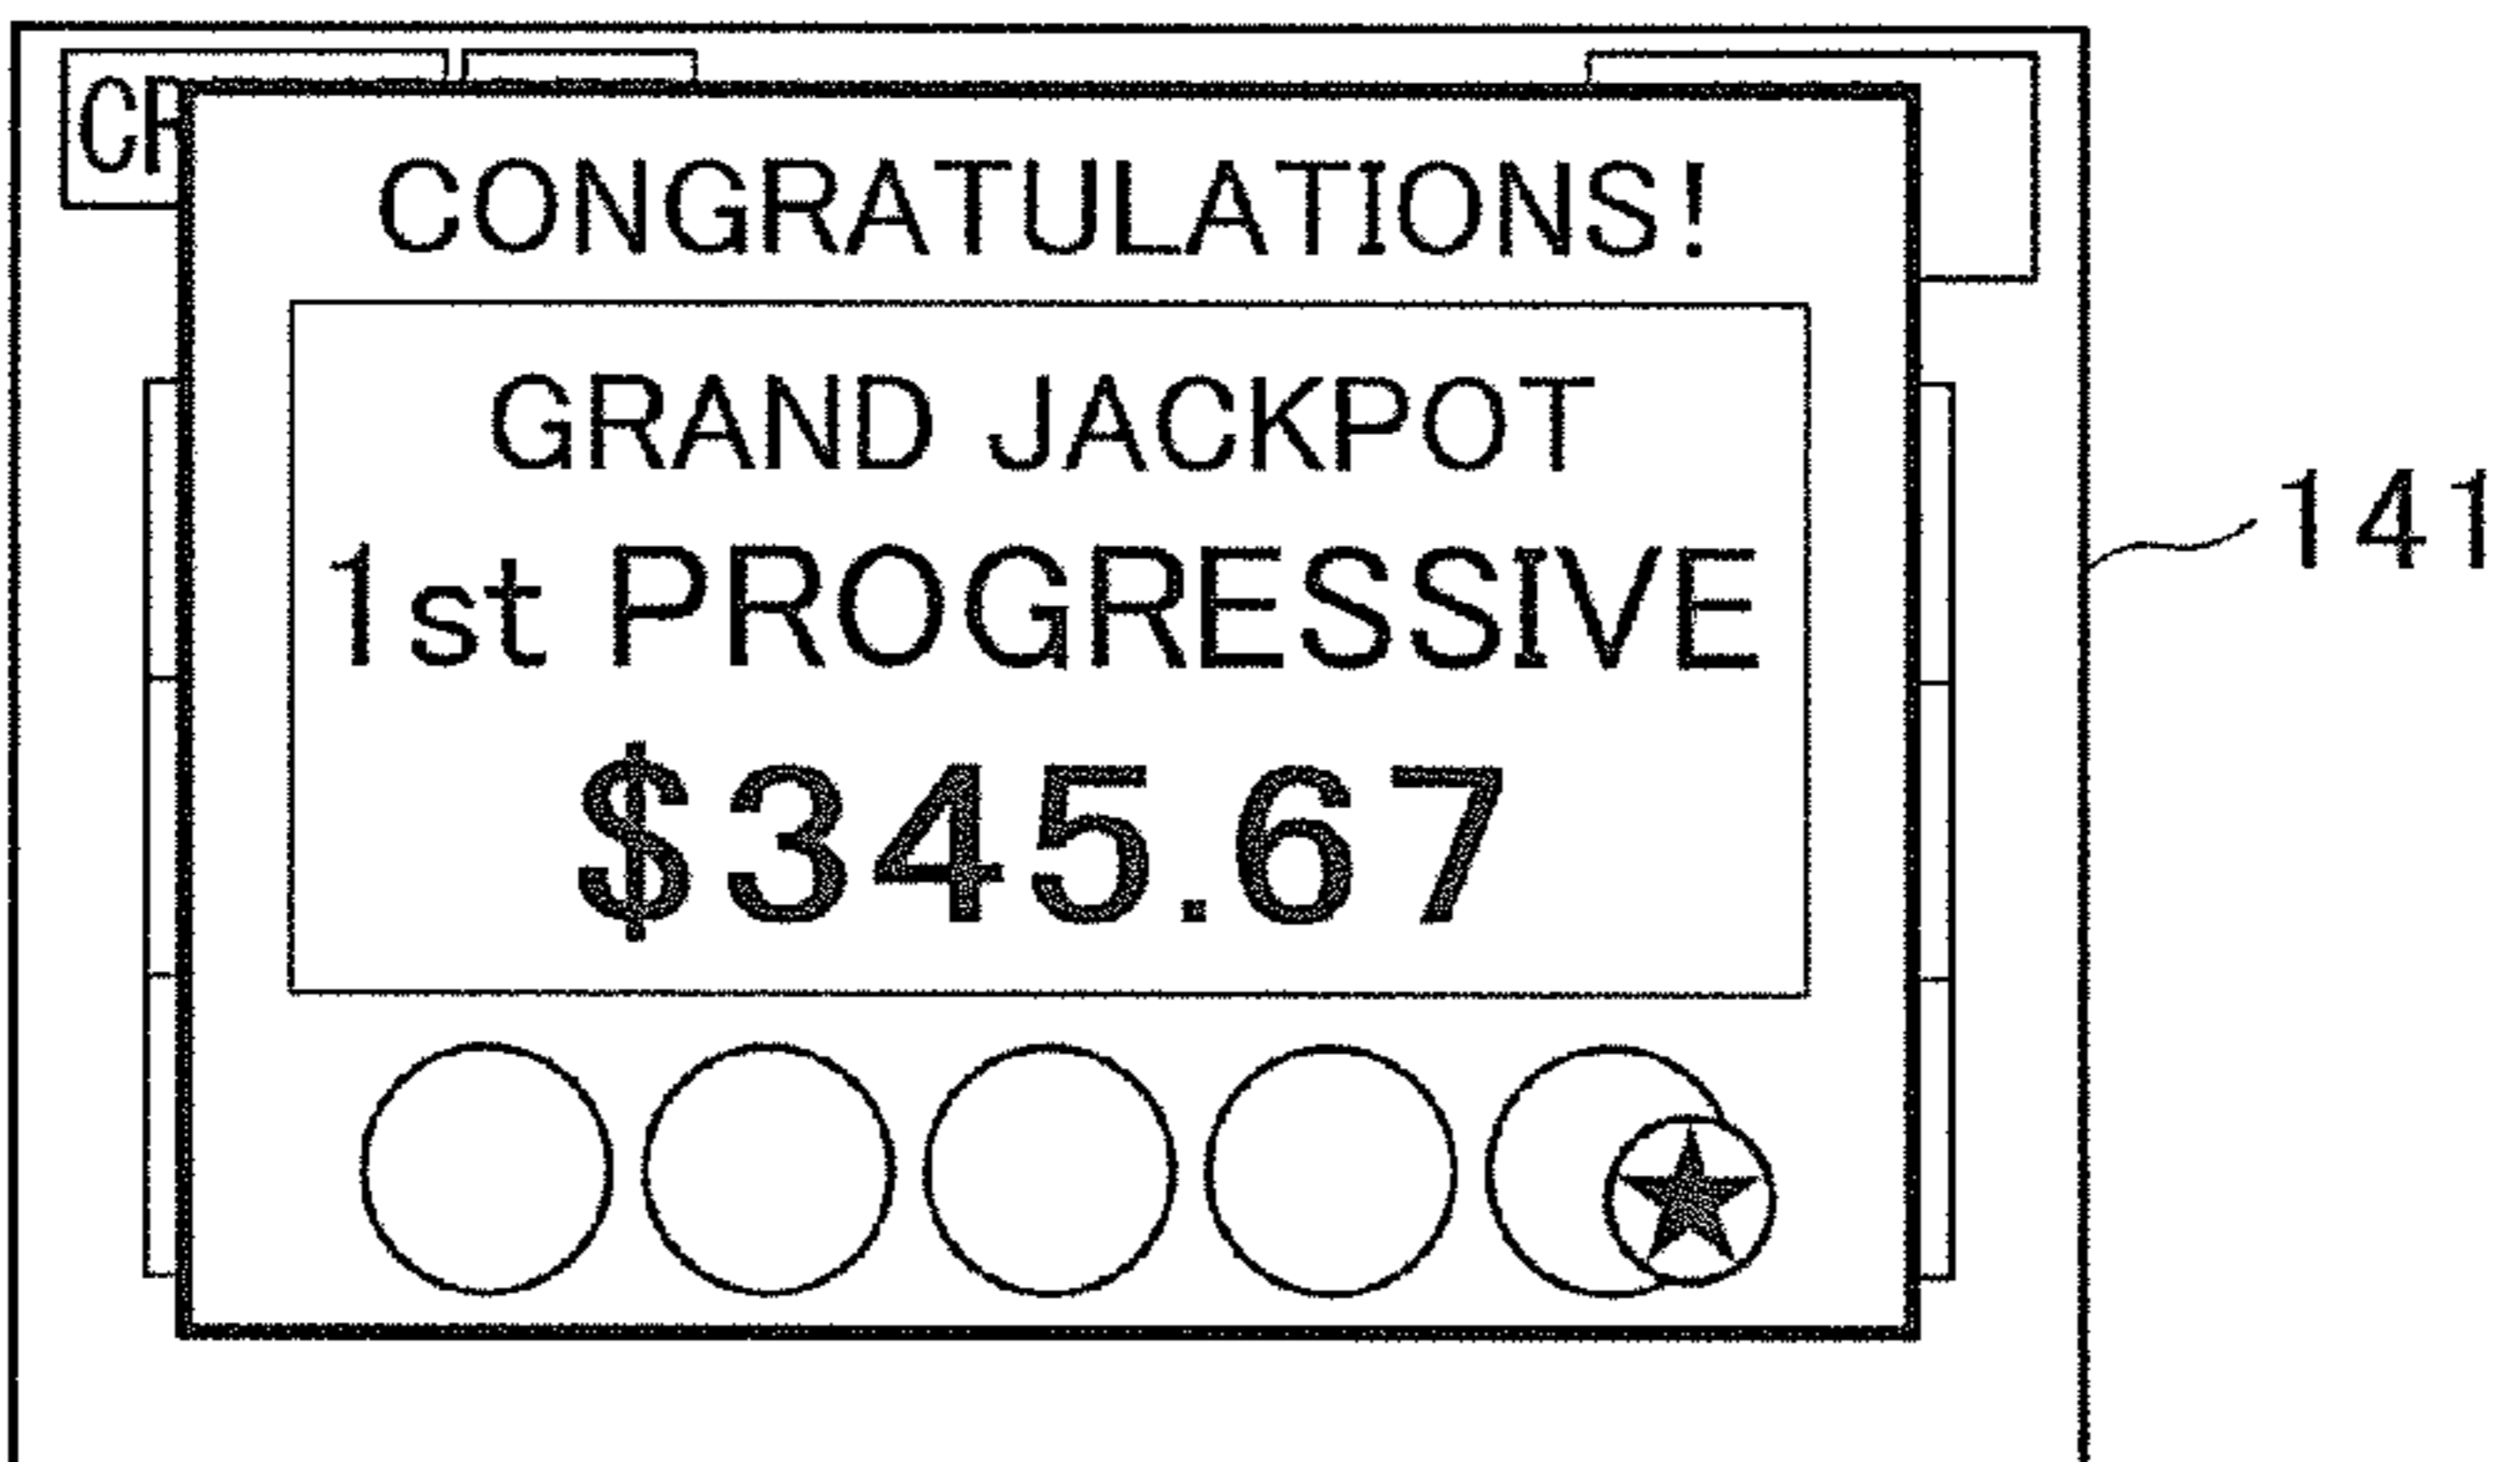 CONGRATULATIONS!
GRAND JACKPOT
1st PROGRESSIVE
$345.67
141